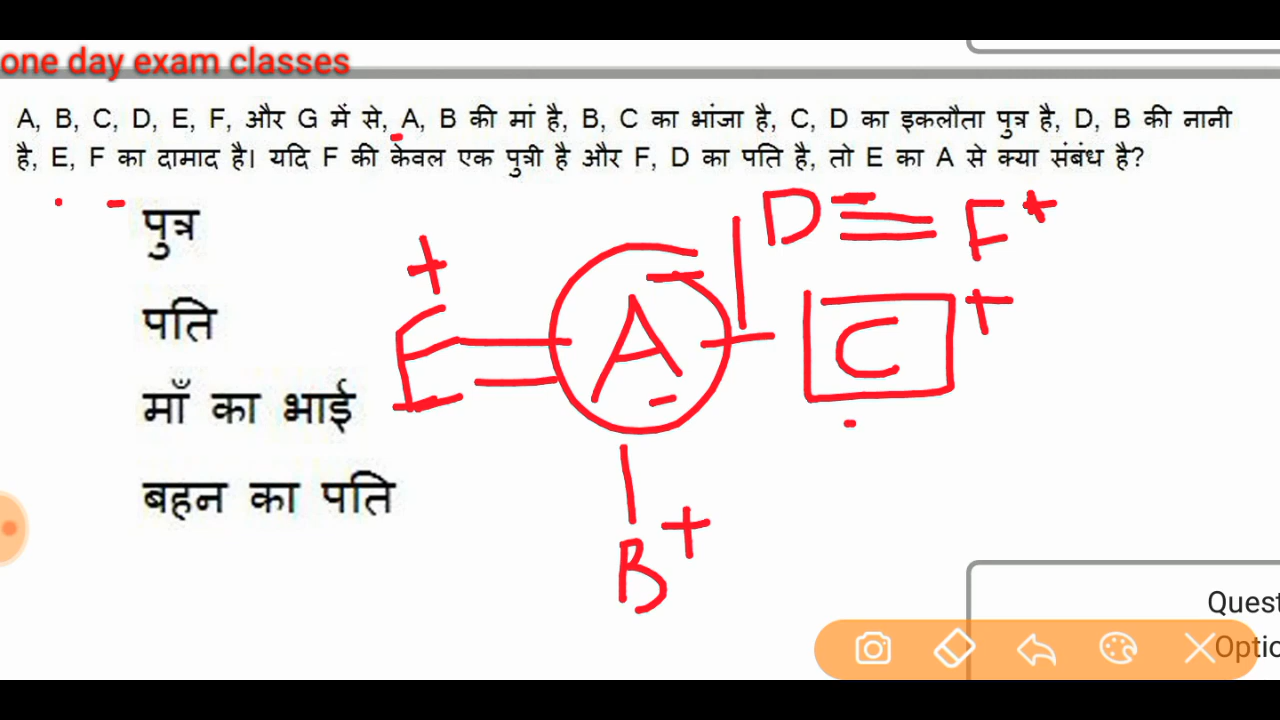 one day exam classes
A, B, C, D, E, F, और G में से, A, B की मां है, B, C का भांजा है, C, D का इकलौता पुत्र है, D, B की नानी
है, E, F का दामाद है। यदि F की केवल एक पुत्री है और F, D का पति है, तो E का A से क्या संबंध है?
पुत्र
पति
माँ का भाई
बहन का पति
D F +
+ E A C +
B +
Quest
Optic